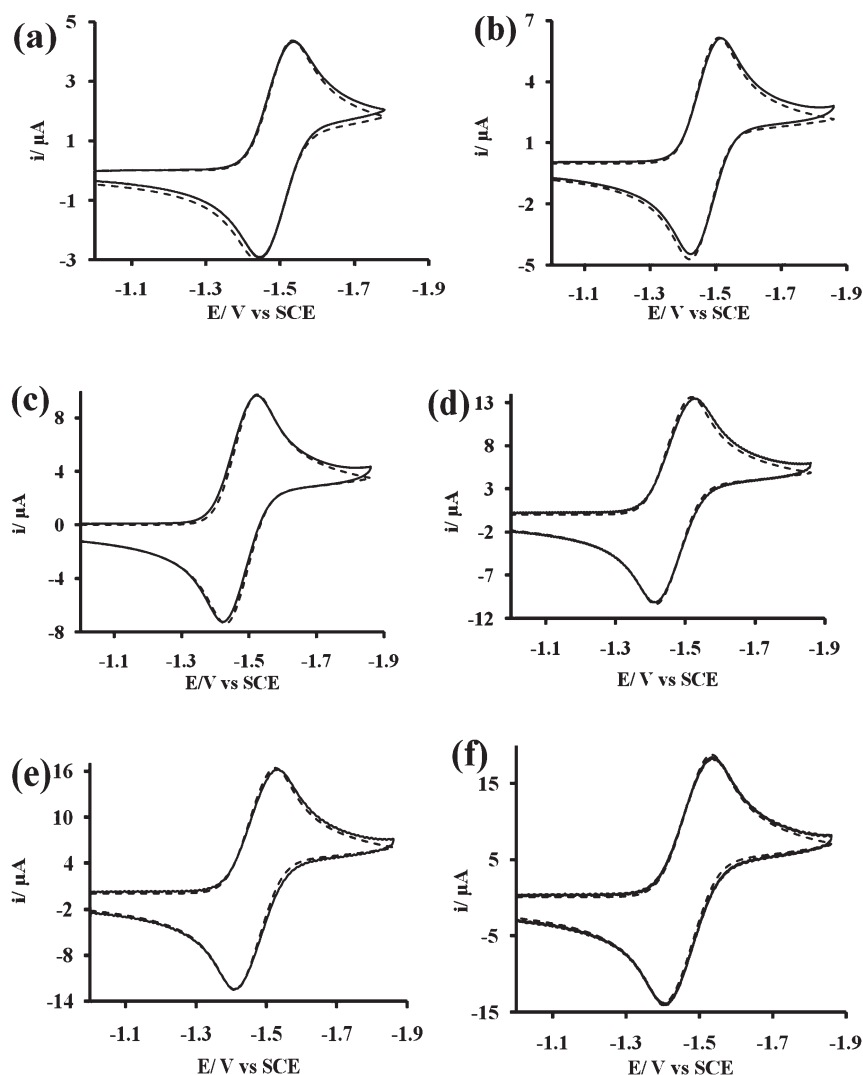 (a)
5
3
1
-1
-3
i/ μA
-1.1 -1.3 -1.5 -1.7 -1.9
E/ V vs SCE
(b)
7
4
1
-2
-5
i/ μA
-1.1 -1.3 -1.5 -1.7 -1.9
E/ V vs SCE
(c)
8
4
0
-4
-8
i/ μA
-1.1 -1.3 -1.5 -1.7 -1.9
E/V vs SCE
(d)
13
8
3
-2
-7
-12
i/ μA
-1.1 -1.3 -1.5 -1.7 -1.9
E/ V vs SCE
(e)
16
10
4
-2
-8
-14
i/ μA
-1.1 -1.3 -1.5 -1.7 -1.9
E/ V vs SCE
(f)
15
5
-5
-15
i/ μA
-1.1 -1.3 -1.5 -1.7 -1.9
E/ V vs SCE